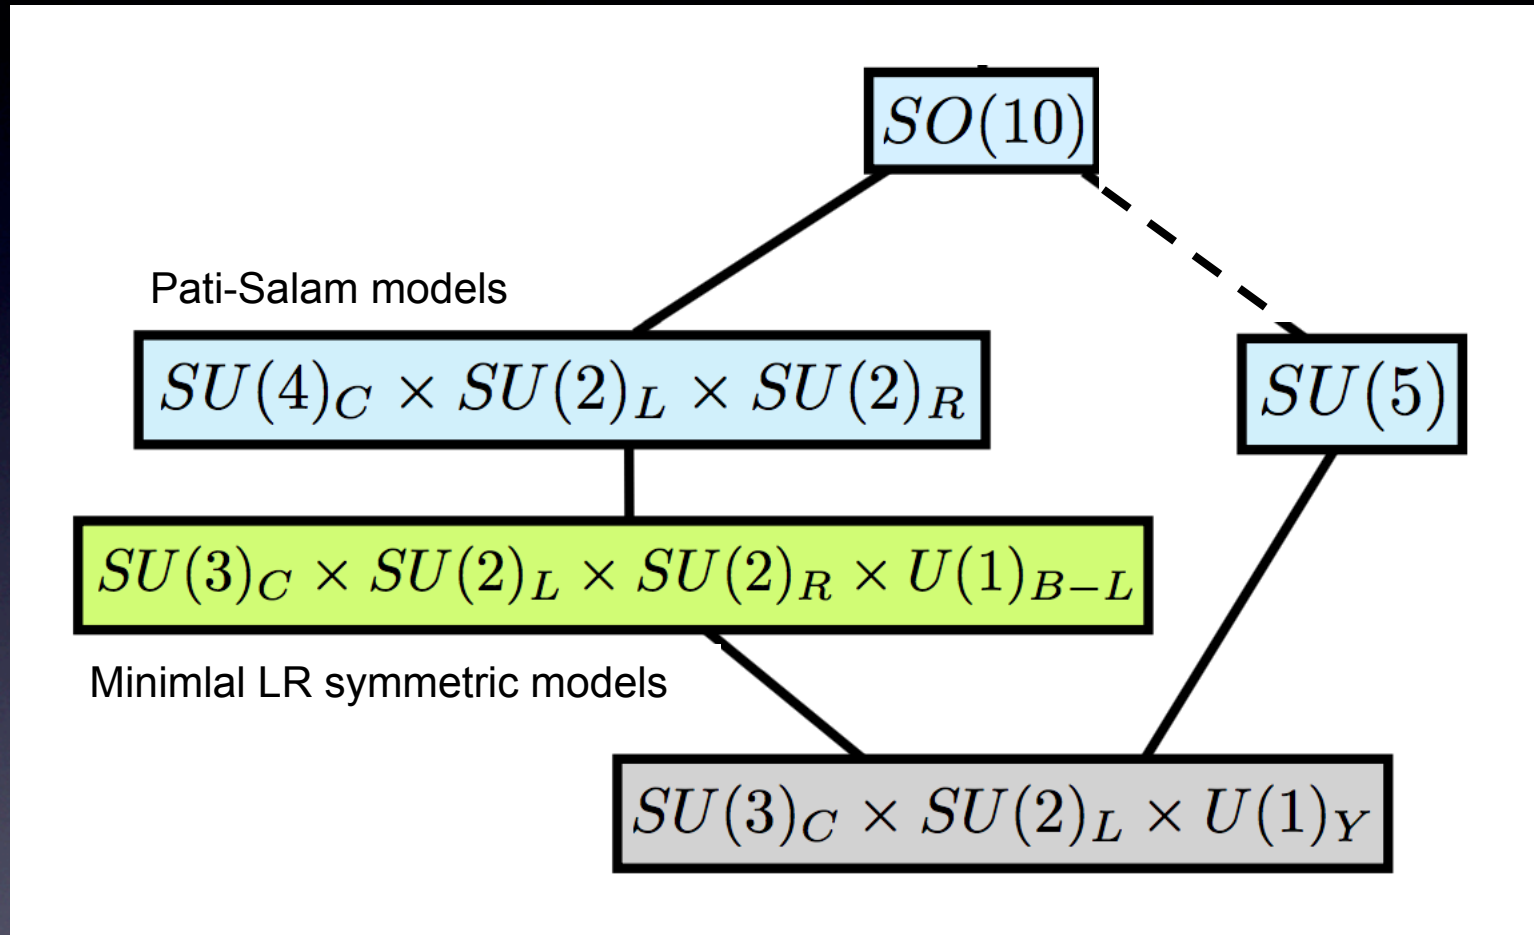 SO(10)
Pati-Salam models
SU(4)_C × SU(2)_L × SU(2)_R
SU(5)
SU(3)_C × SU(2)_L × SU(2)_R × U(1)_{B−L}
Minimlal LR symmetric models
SU(3)_C × SU(2)_L × U(1)_Y